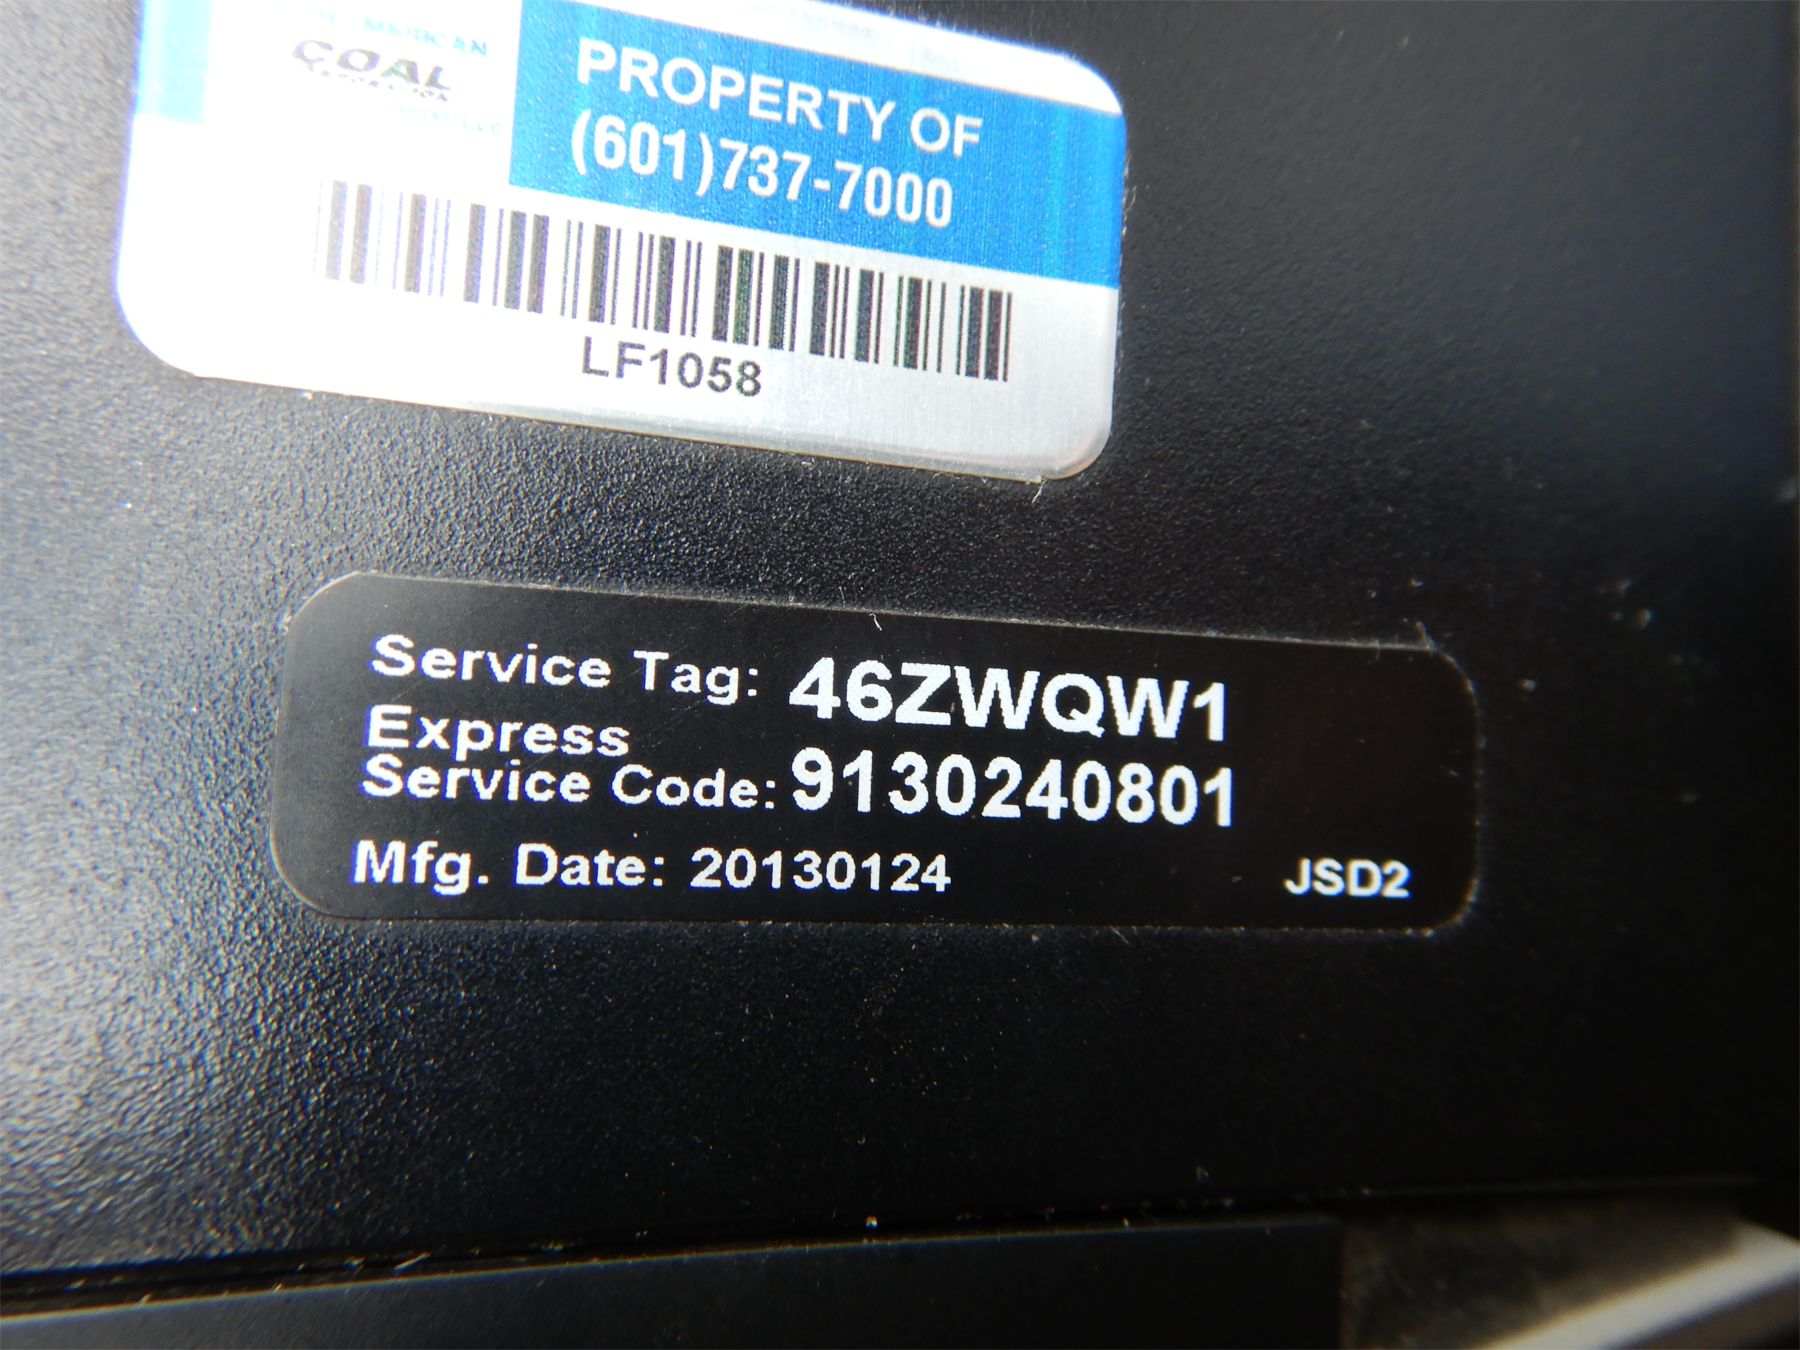 COAL
PROPERTY OF
(601)737-7000
LF1058
Service Tag: 46ZWQW1
Express
Service Code: 9130240801
Mfg. Date: 20130124
JSD2